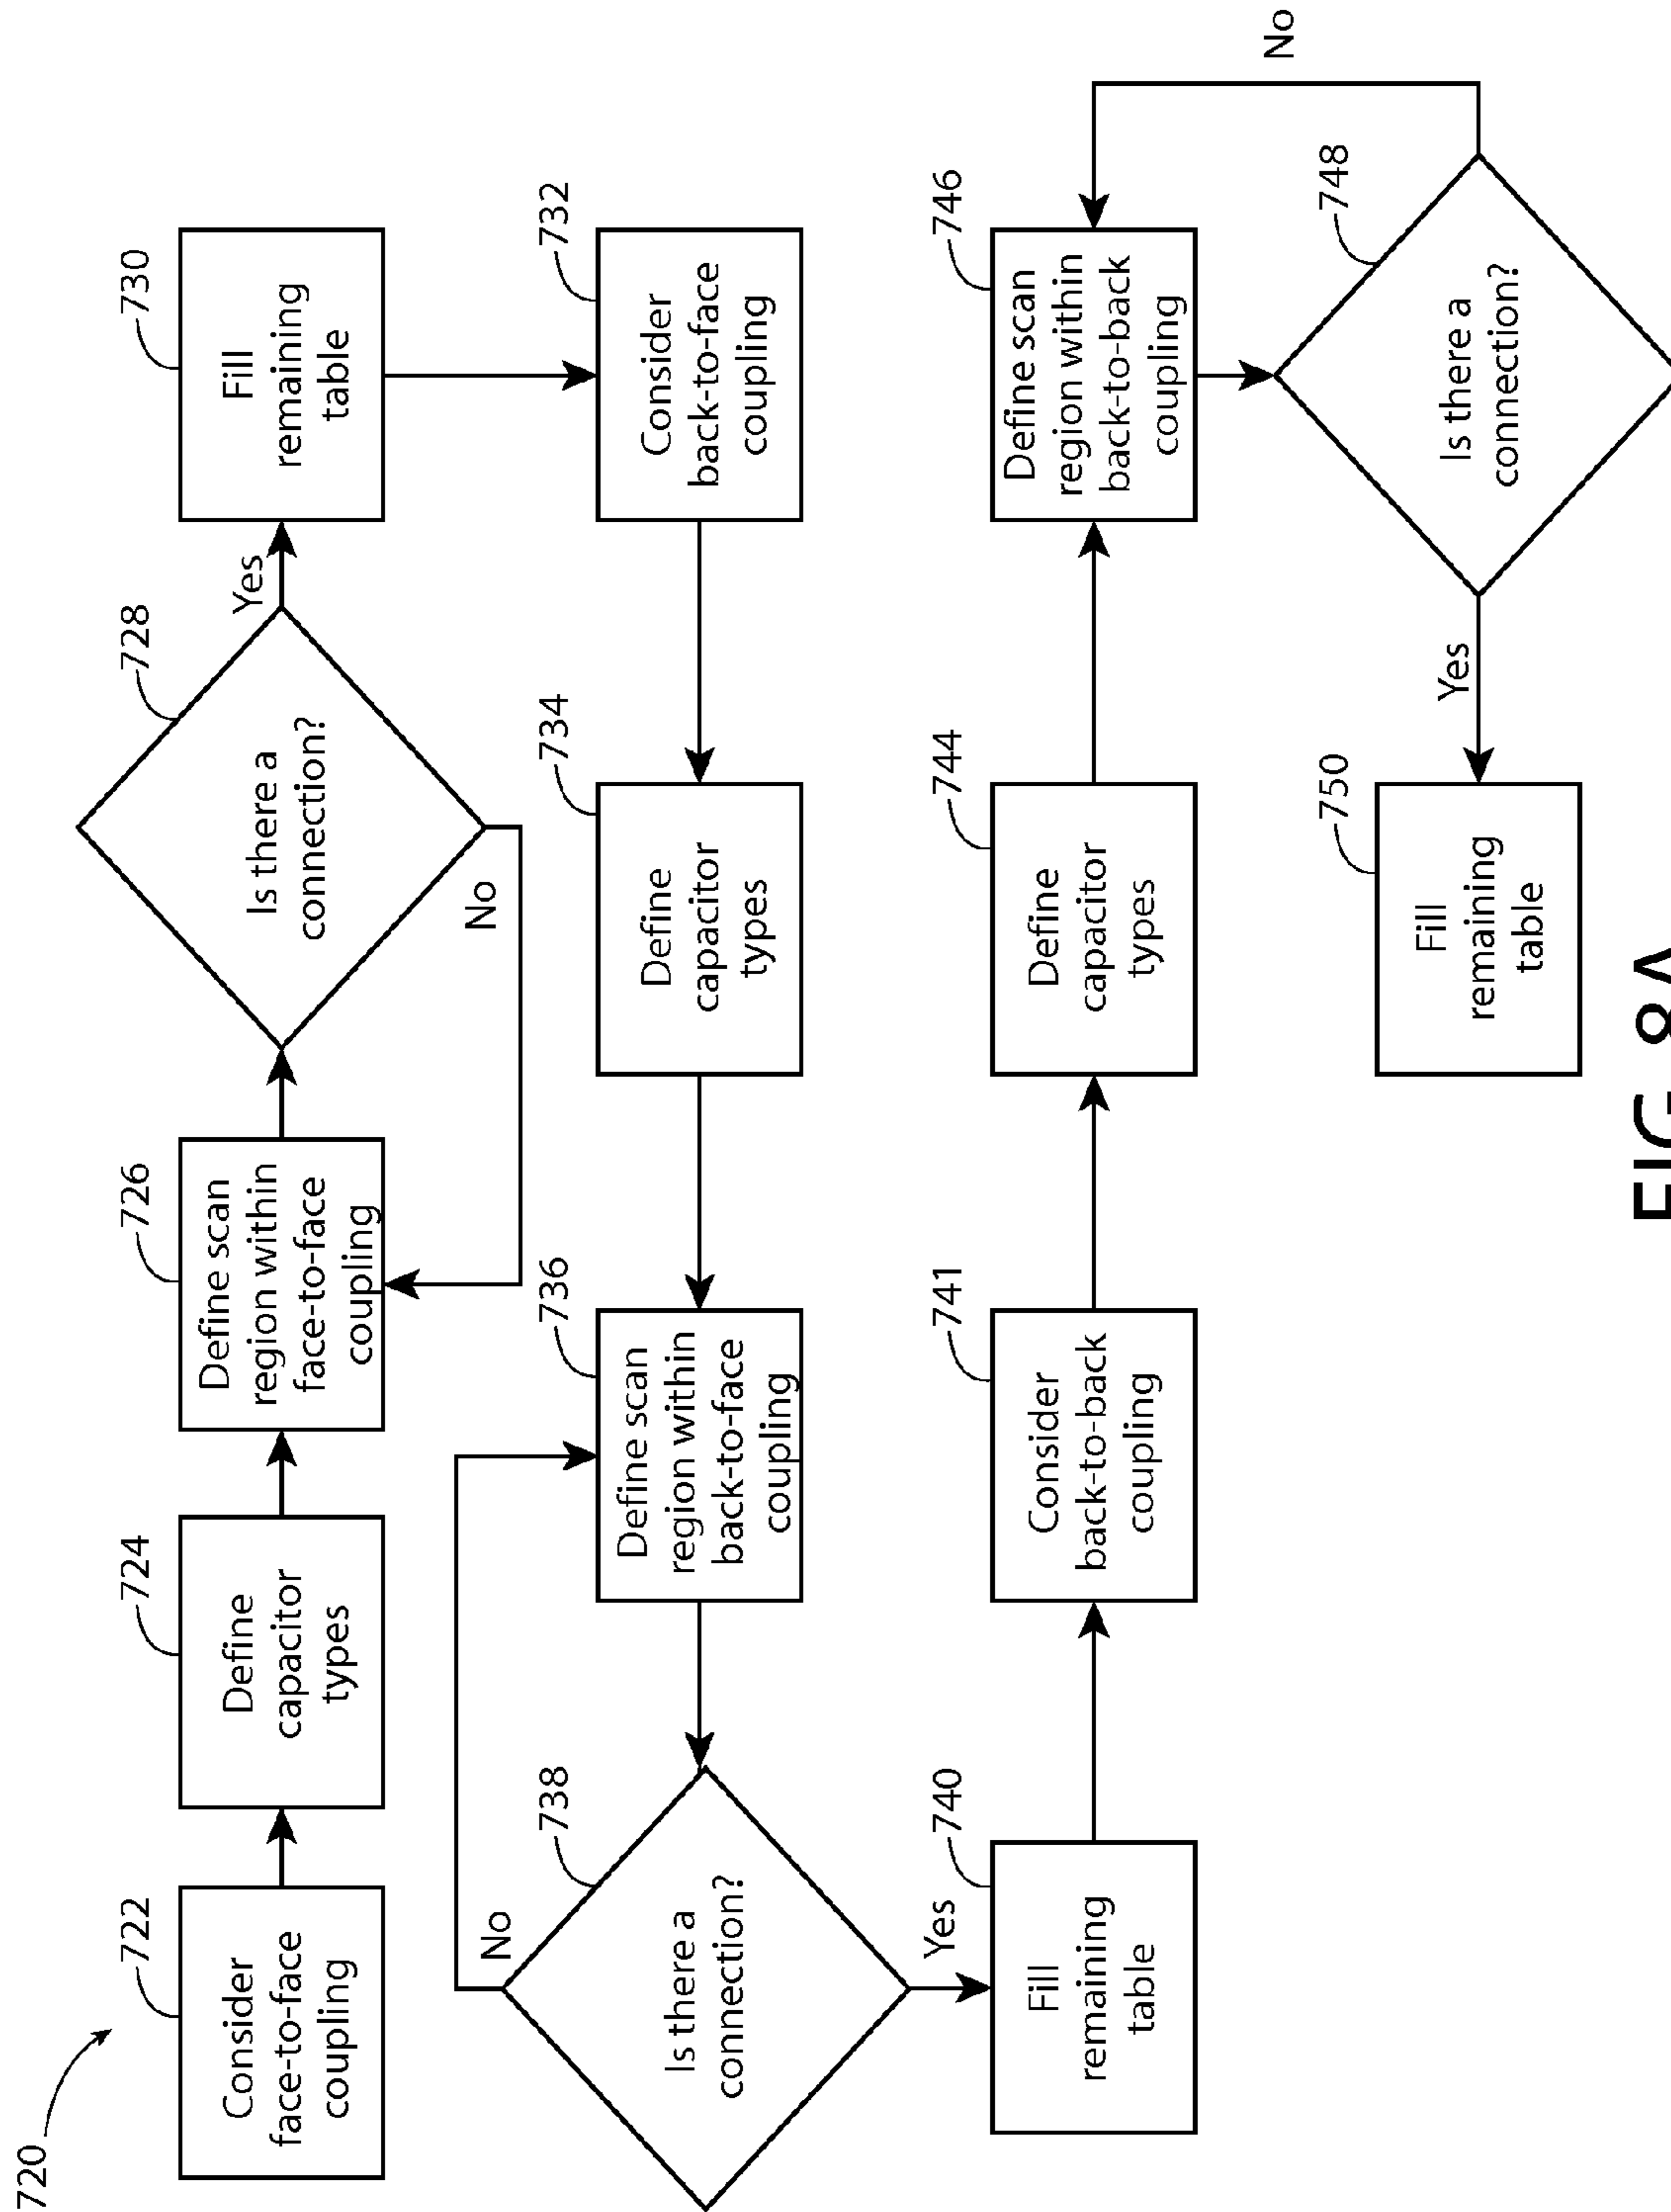 720
722
Consider
face-to-face
coupling
724
Define
capacitor
types
726
Define scan
region within
face-to-face
coupling
728
Is there a
connection?
Yes
No
730
Fill
remaining
table
732
Consider
back-to-face
coupling
734
Define
capacitor
types
736
Define scan
region within
back-to-face
coupling
738
Is there a
connection?
No
Yes
740
Fill
remaining
table
741
Consider
back-to-back
coupling
744
Define
capacitor
types
746
Define scan
region within
back-to-back
coupling
748
Is there a
connection?
No
Yes
750
Fill
remaining
table
FIG 8A